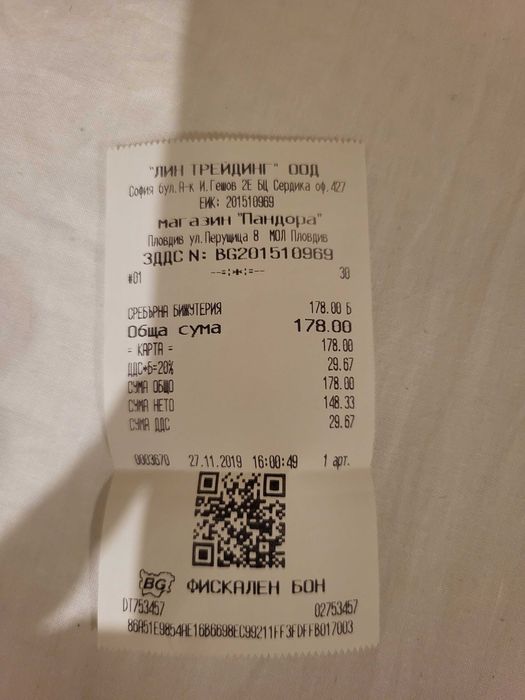 "ЛИН ТРЕЙДИНГ" ООД
София бул.А-к И.Гешов 2Е БЦ Сердика оф.427
ЕИК: 201510969
магазин "Пандора"
Пловдив ул.Перущица 8 МОЛ Пловдив
ЗДДС N: BG201510969
#01 --=:+:=-- 30
СРЕБЪРНА БИЖУТЕРИЯ 178.00 Б
Обща сума 178.00
= КАРТА = 178.00
ДДС*Б=20% 29.67
СУМА ОБЩО 178.00
СУМА НЕТО 148.33
СУМА ДДС 29.67
0003670 27.11.2019 16:00:49 1 арт.
BG ФИСКАЛЕН БОН
DT753457 02753457
86A51E9854AE16B6698EC99211FF3FDFFB017003